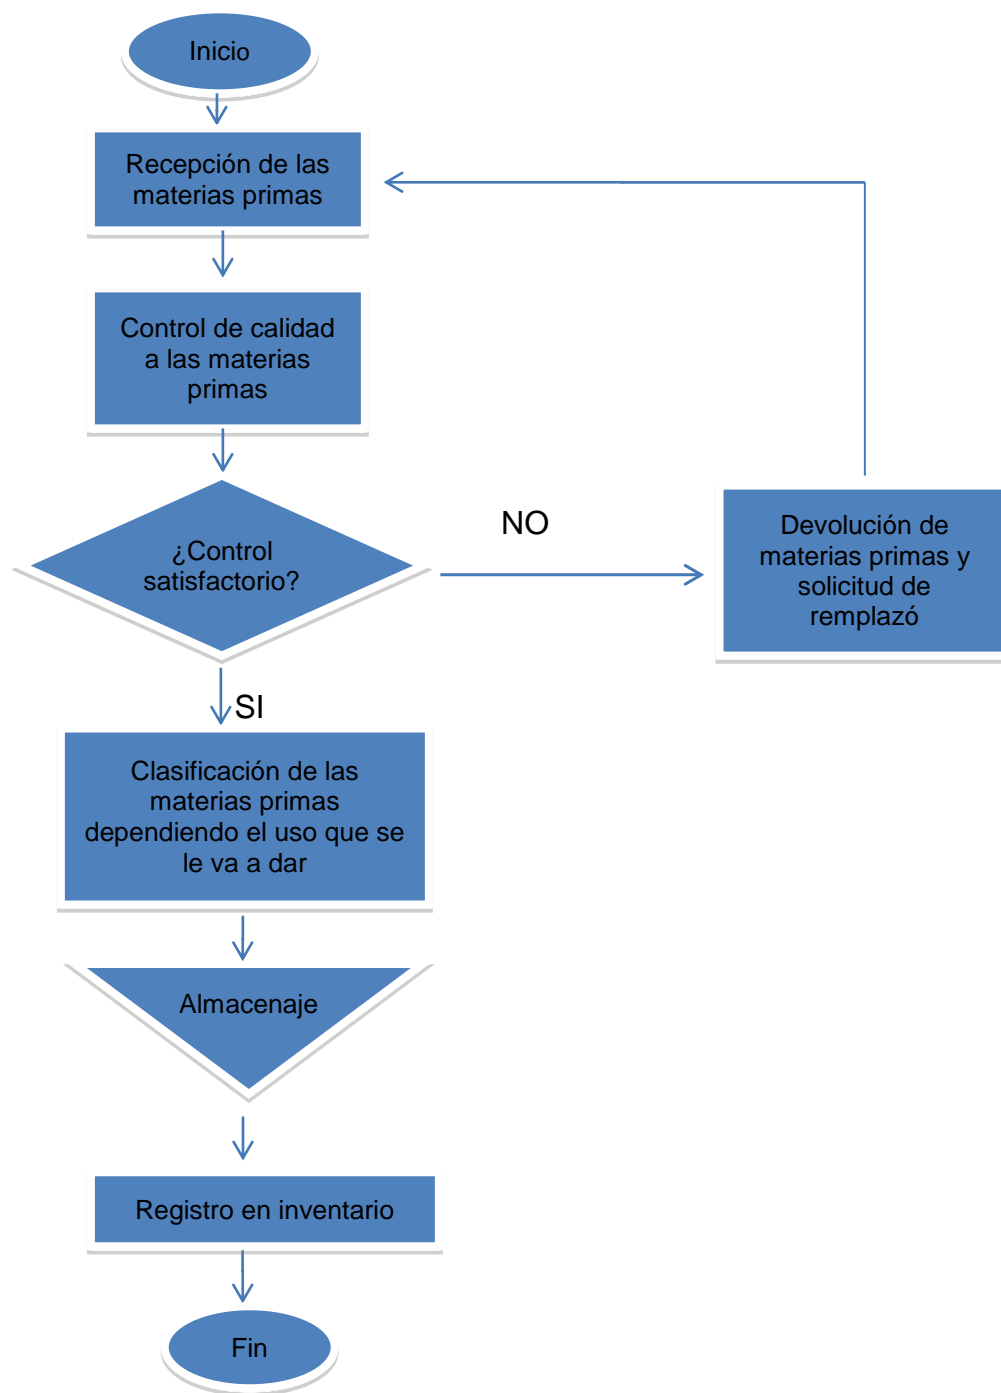 Inicio
Recepción de las
materias primas
Control de calidad
a las materias
primas
¿Control
satisfactorio?
NO
Devolución de
materias primas y
solicitud de
remplazó
SI
Clasificación de las
materias primas
dependiendo el uso que se
le va a dar
Almacenaje
Registro en inventario
Fin